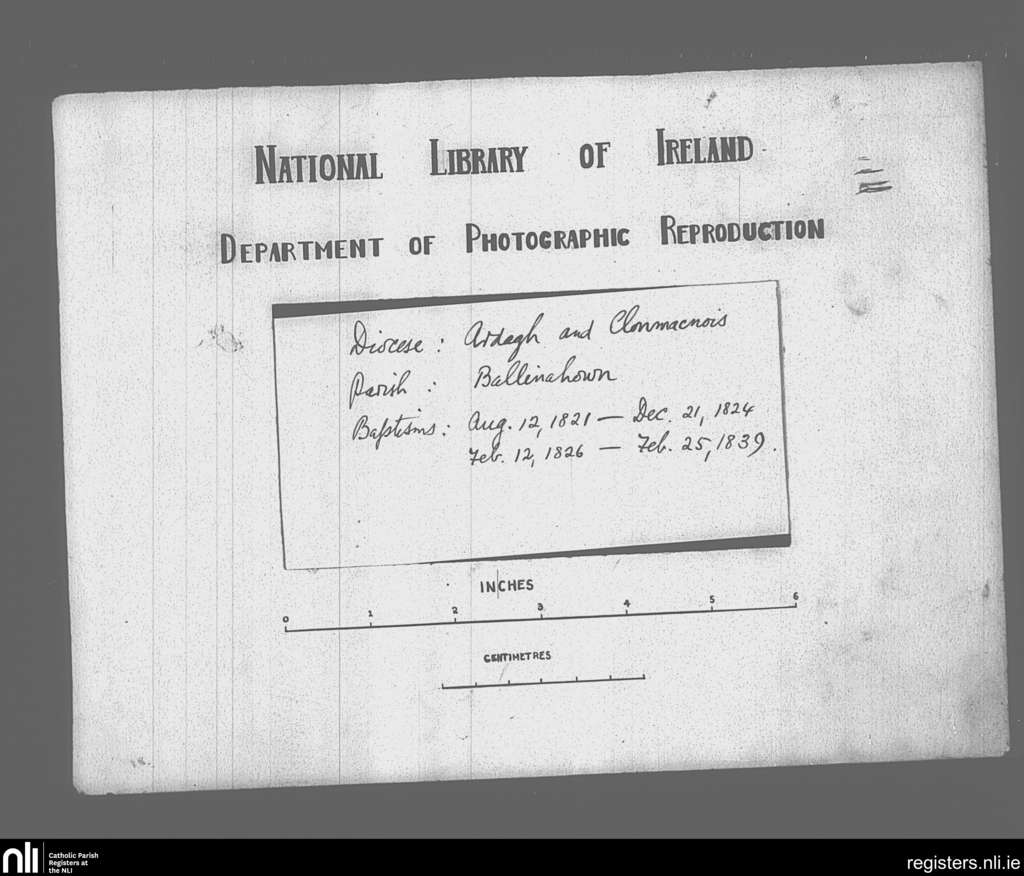 NATIONAL LIBRARY OF IRELAND
DEPARTMENT OF PHOTOGRAPHIC REPRODUCTION
Diocese : Ardagh and Clonmacnois
Parish : Ballinahown
Baptisms : Aug. 12, 1821 — Dec. 21, 1824
Feb. 12, 1826 — Feb. 25, 1839.
INCHES
0 1 2 3 4 5 6
CENTIMETRES
nli
Catholic Parish
Registers at
the NLI
registers.nli.ie